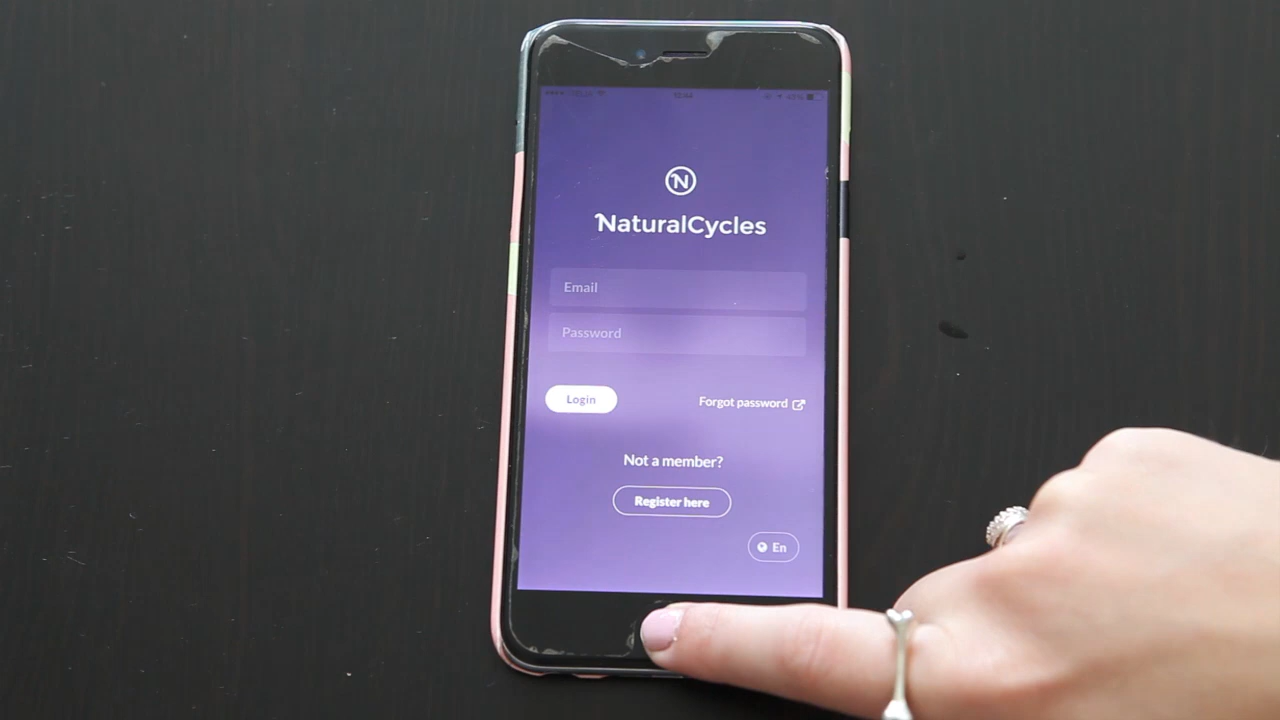 NaturalCycles
Email
Password
Login
Forgot password
Not a member?
Register here
En